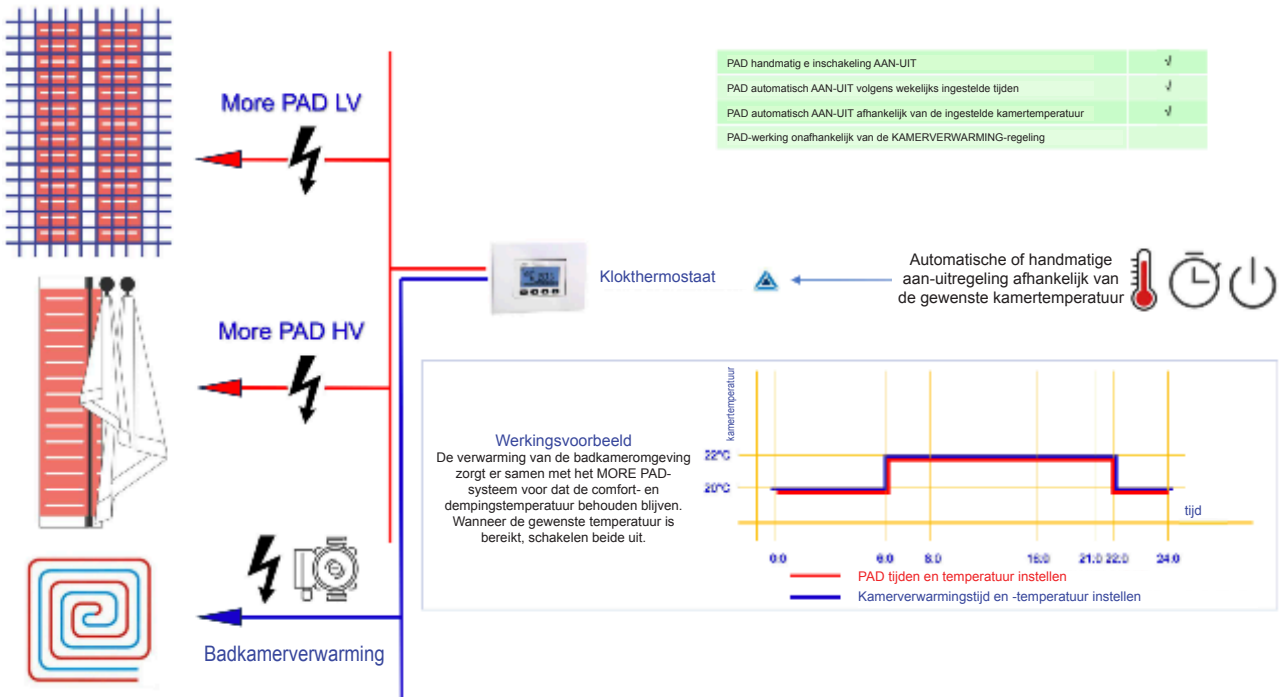 More PAD LV
PAD handmatig e inschakeling AAN-UIT √
PAD automatisch AAN-UIT volgens wekelijks ingestelde tijden √
PAD automatisch AAN-UIT afhankelijk van de ingestelde kamertemperatuur √
PAD-werking onafhankelijk van de KAMERVERWARMING-regeling
Klokthermostaat
Automatische of handmatige
aan-uitregeling afhankelijk van
de gewenste kamertemperatuur
More PAD HV
Werkingsvoorbeeld
De verwarming van de badkameromgeving
zorgt er samen met het MORE PAD-
systeem voor dat de comfort- en
dempingstemperatuur behouden blijven.
Wanneer de gewenste temperatuur is
bereikt, schakelen beide uit.
kamertemperatuur
22°C
20°C
tijd
0.0 6.0 8.0 16.0 21.0 22.0 24.0
PAD tijden en temperatuur instellen
Kamerverwarmingstijd en -temperatuur instellen
Badkamerverwarming